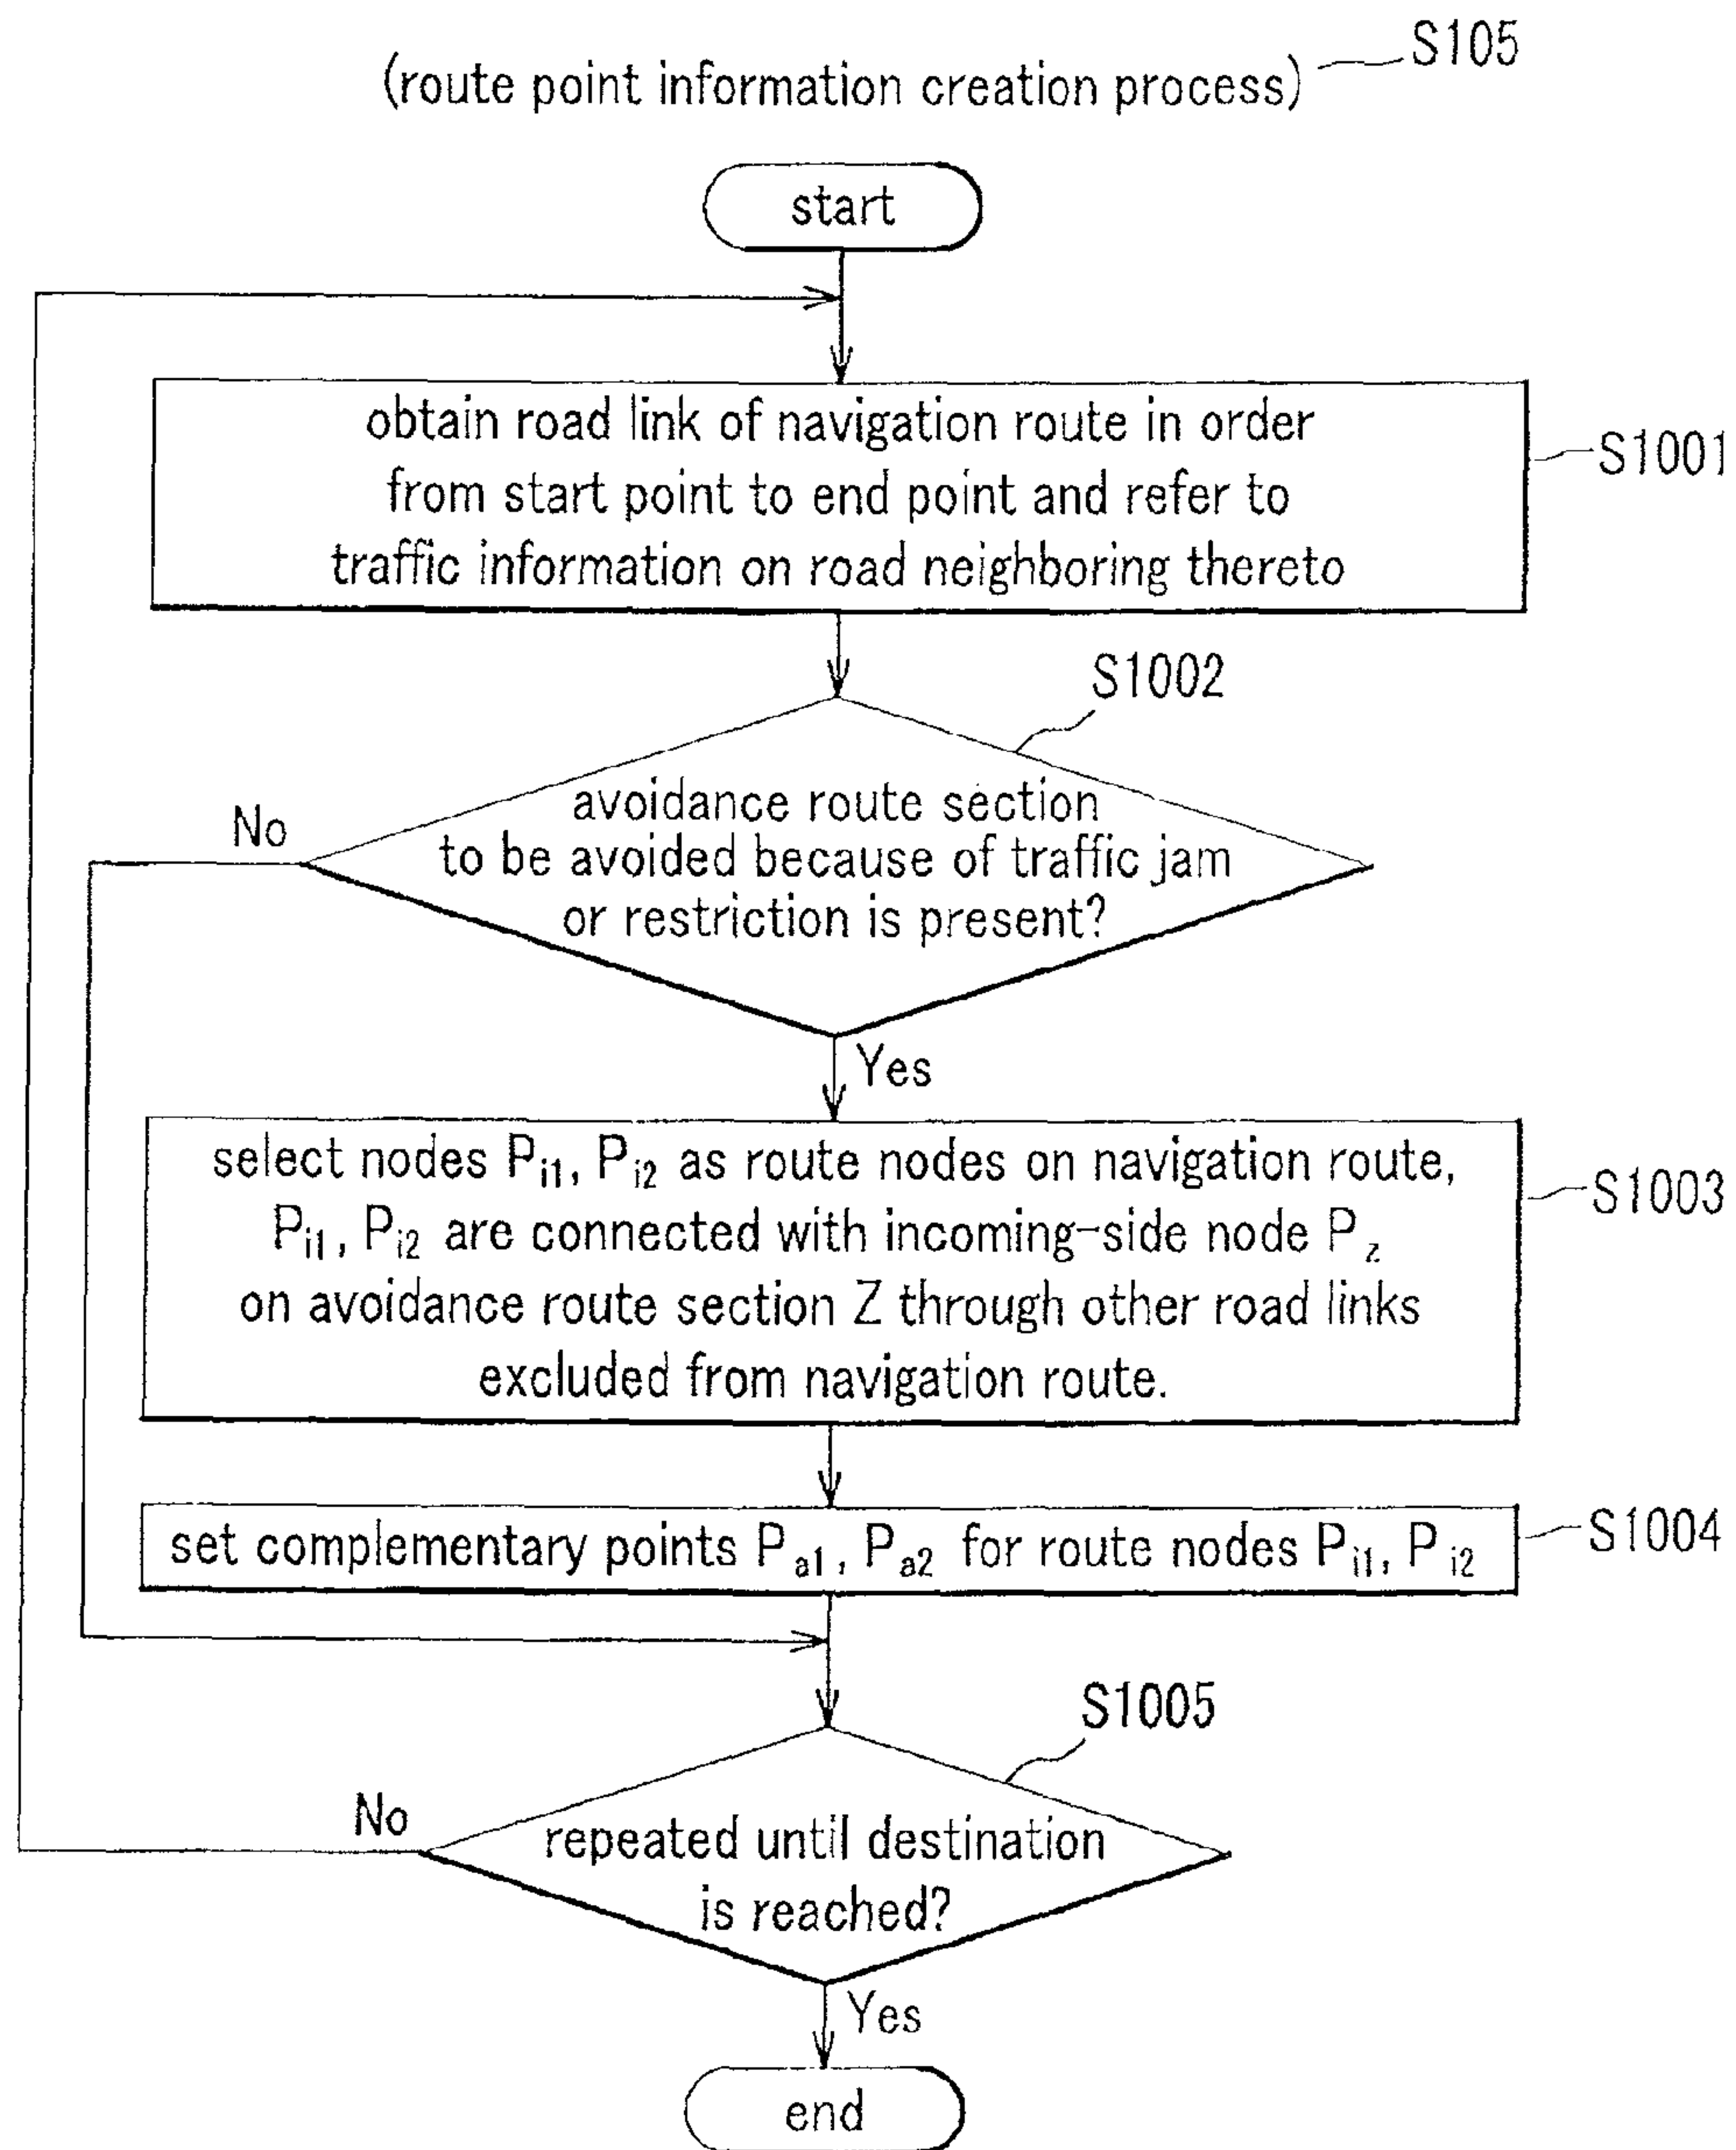 (route point information creation process)
S105
start
obtain road link of navigation route in order
from start point to end point and refer to
traffic information on road neighboring thereto
S1001
S1002
avoidance route section
to be avoided because of traffic jam
or restriction is present?
No
Yes
select nodes Pi1, Pi2 as route nodes on navigation route,
Pi1, Pi2 are connected with incoming-side node Pz
on avoidance route section Z through other road links
excluded from navigation route.
S1003
set complementary points Pa1, Pa2 for route nodes Pi1, Pi2
S1004
S1005
No
repeated until destination
is reached?
Yes
end